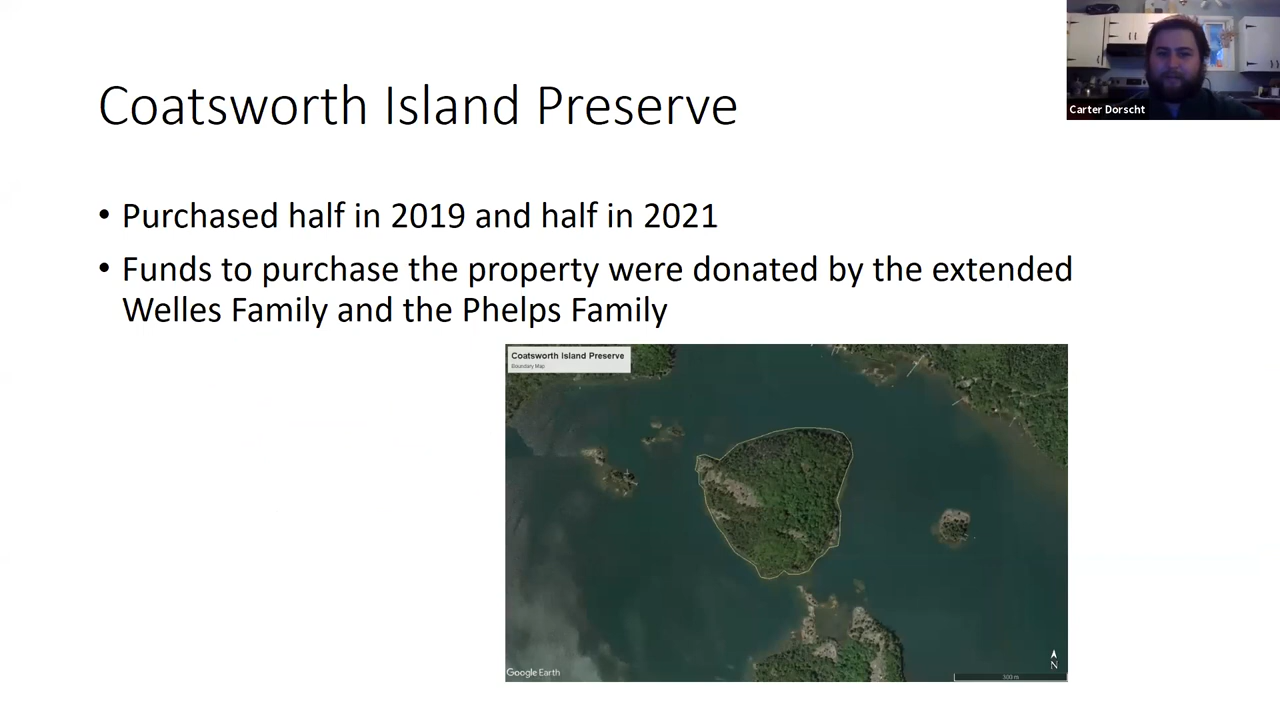 Coatsworth Island Preserve
Carter Dorscht
• Purchased half in 2019 and half in 2021
• Funds to purchase the property were donated by the extended
Welles Family and the Phelps Family
Coatsworth Island Preserve
Boundary Map
Google Earth
N
300 m